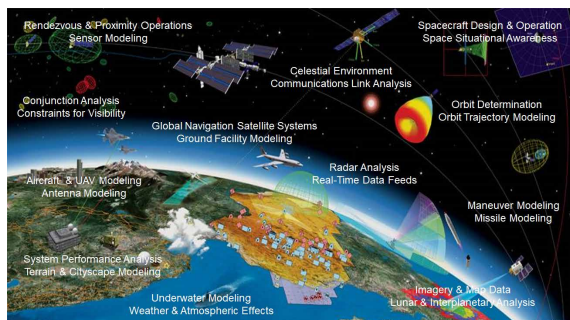 Rendezvous & Proximity Operations
Sensor Modeling
Spacecraft Design & Operation
Space Situational Awareness
Celestial Environment
Communications Link Analysis
Conjunction Analysis
Constraints for Visibility
Orbit Determination
Orbit Trajectory Modeling
Global Navigation Satellite Systems
Ground Facility Modeling
Radar Analysis
Real-Time Data Feeds
Aircraft & UAV Modeling
Antenna Modeling
Maneuver Modeling
Missile Modeling
System Performance Analysis
Terrain & Cityscape Modeling
Imagery & Map Data
Lunar & Interplanetary Analysis
Underwater Modeling
Weather & Atmospheric Effects